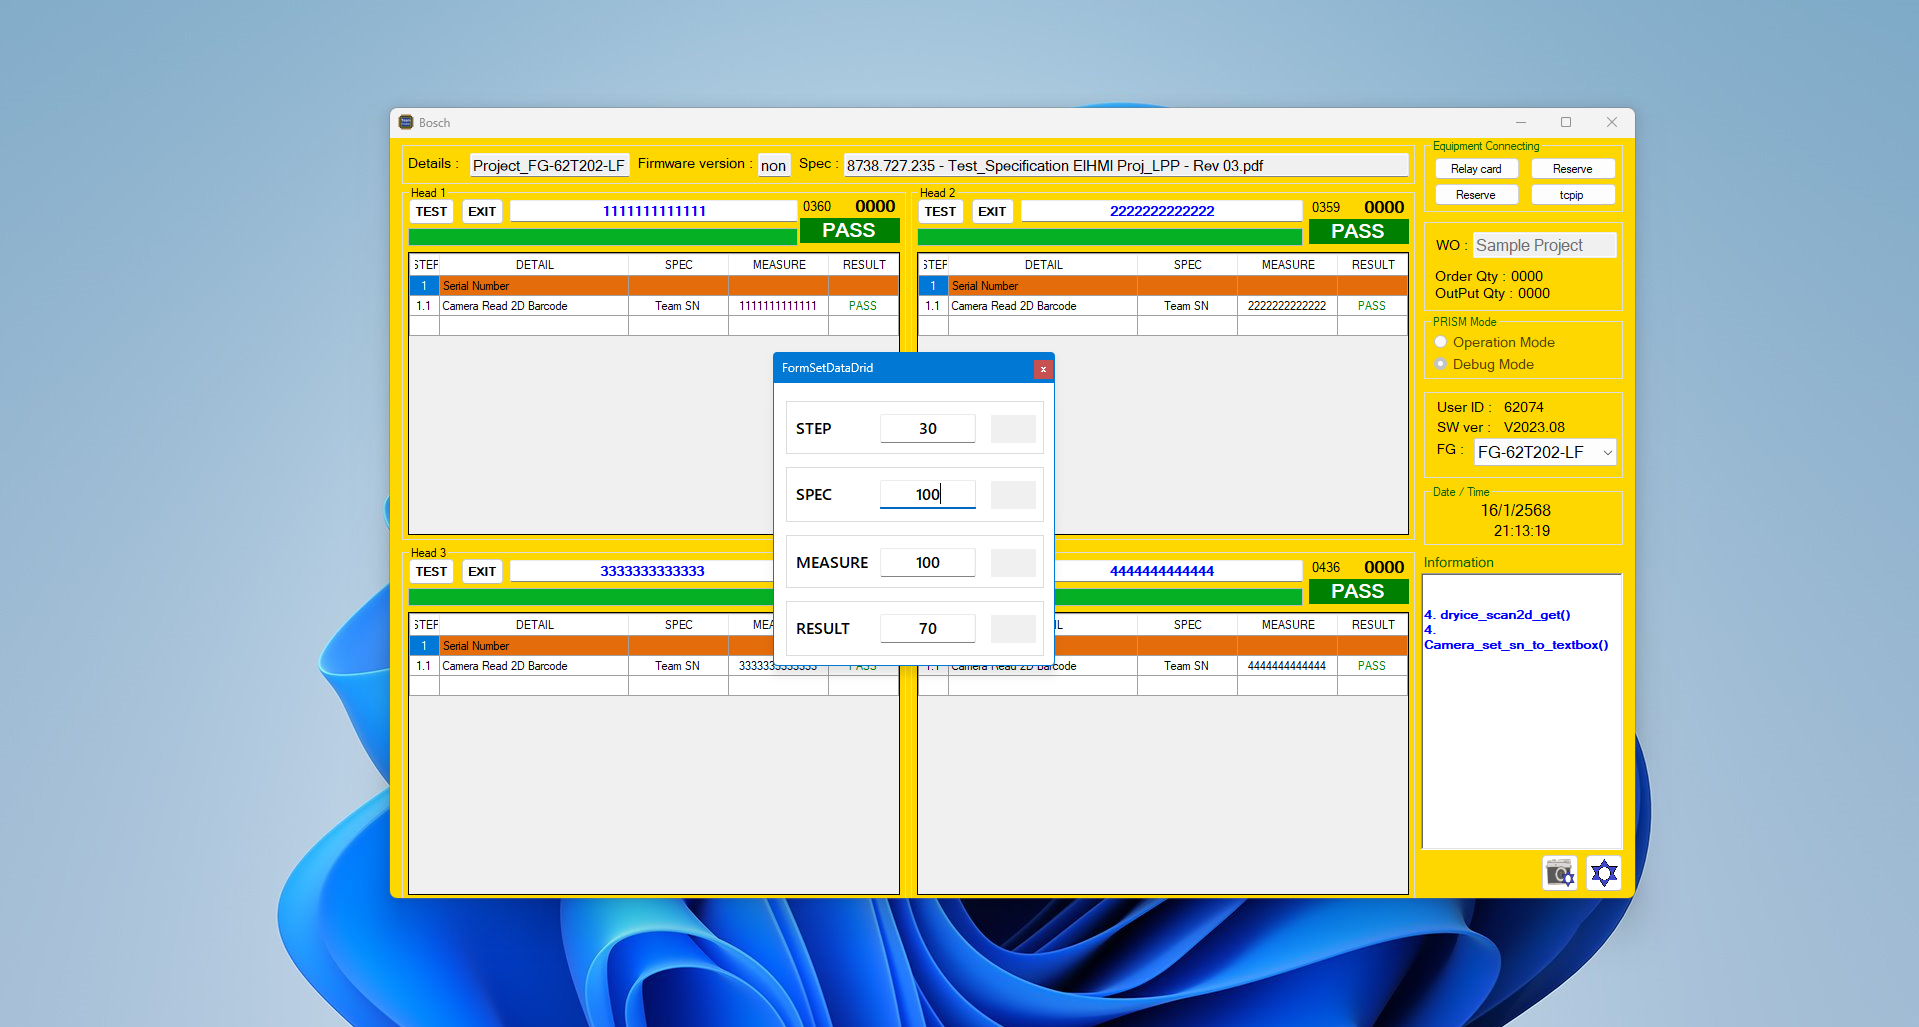 Bosch
Details : Project_FG-62T202-LF Firmware version : non Spec : 8738.727.235 - Test_Specification EIHMI Proj_LPP - Rev 03.pdf
Head 1
TEST EXIT 1111111111111 0360 0000
PASS
STEP DETAIL SPEC MEASURE RESULT
1 Serial Number
1.1 Camera Read 2D Barcode Team SN 1111111111111 PASS
Head 2
TEST EXIT 2222222222222 0359 0000
PASS
STEP DETAIL SPEC MEASURE RESULT
1 Serial Number
1.1 Camera Read 2D Barcode Team SN 2222222222222 PASS
FormSetDataDrid x
STEP 30
SPEC 100
MEASURE 100
RESULT 70
Head 3
TEST EXIT 3333333333333
STEP DETAIL SPEC MEA
1 Serial Number
1.1 Camera Read 2D Barcode Team SN 3333333333333 PASS
4444444444444 0436 0000
PASS
IL SPEC MEASURE RESULT
1.1 Camera Read 2D Barcode Team SN 4444444444444 PASS
Equipment Connecting
Relay card Reserve
Reserve tcpip
WO : Sample Project
Order Qty : 0000
OutPut Qty : 0000
PRISM Mode
Operation Mode
Debug Mode
User ID : 62074
SW ver : V2023.08
FG : FG-62T202-LF
Date / Time
16/1/2568
21:13:19
Information
4. dryice_scan2d_get()
4.
Camera_set_sn_to_textbox()